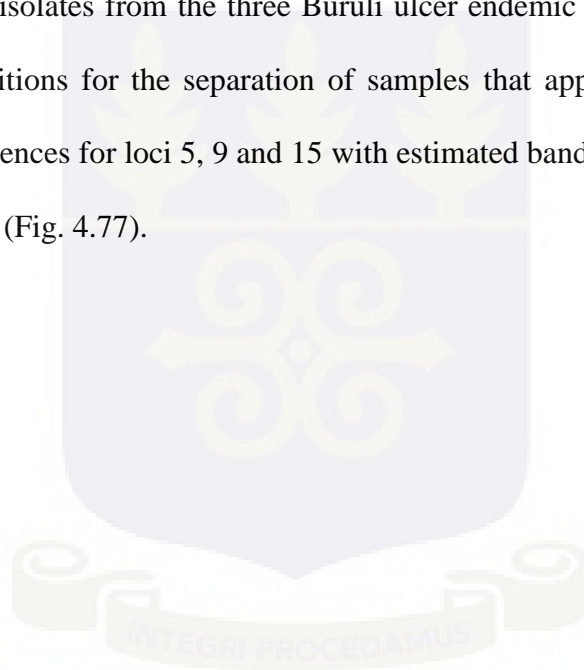 isolates from the three Buruli ulcer endemic
itions for the separation of samples that app
ences for loci 5, 9 and 15 with estimated band
(Fig. 4.77).
INTEGRI PROCEDAMUS